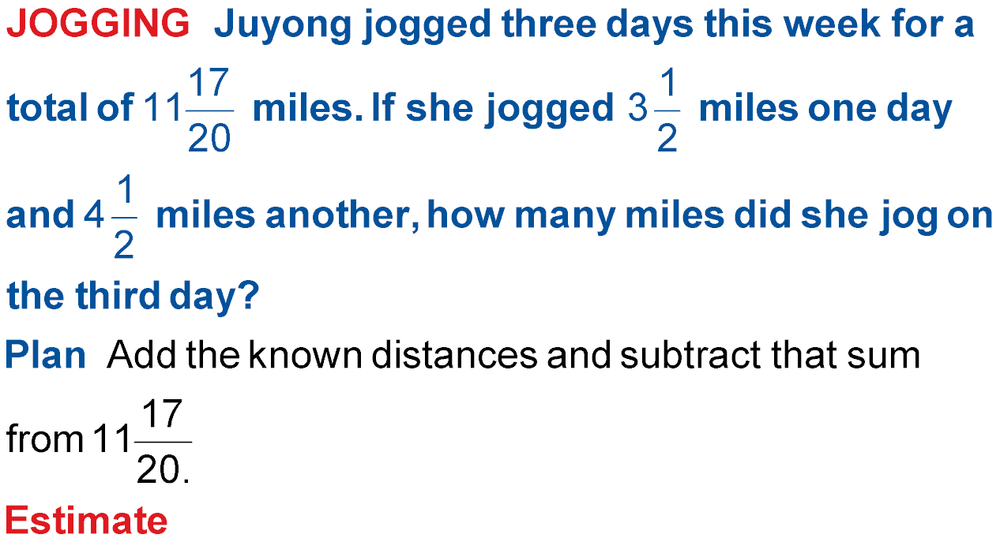 JOGGING Juyong jogged three days this week for a
total of 11 17/20 miles. If she jogged 3 1/2 miles one day
and 4 1/2 miles another, how many miles did she jog on
the third day?
Plan Add the known distances and subtract that sum
from 11 17/20.
Estimate